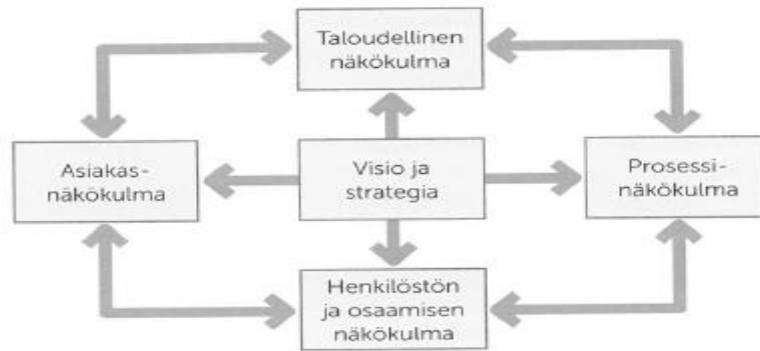 Taloudellinen
näkökulma
Asiakas-
näkökulma
Visio ja
strategia
Prosessi-
näkökulma
Henkilöstön
ja osaamisen
näkökulma